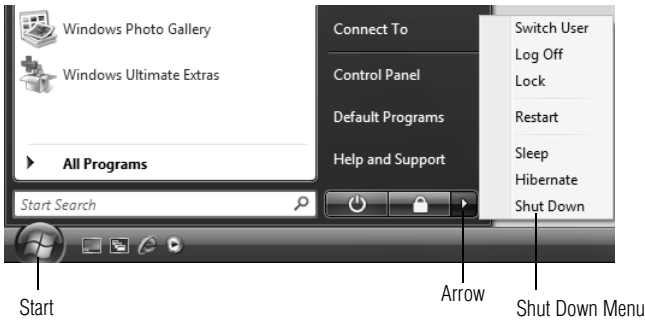 Windows Photo Gallery
Windows Ultimate Extras
All Programs
Start Search
Connect To
Control Panel
Default Programs
Help and Support
Switch User
Log Off
Lock
Restart
Sleep
Hibernate
Shut Down
Start
Arrow
Shut Down Menu